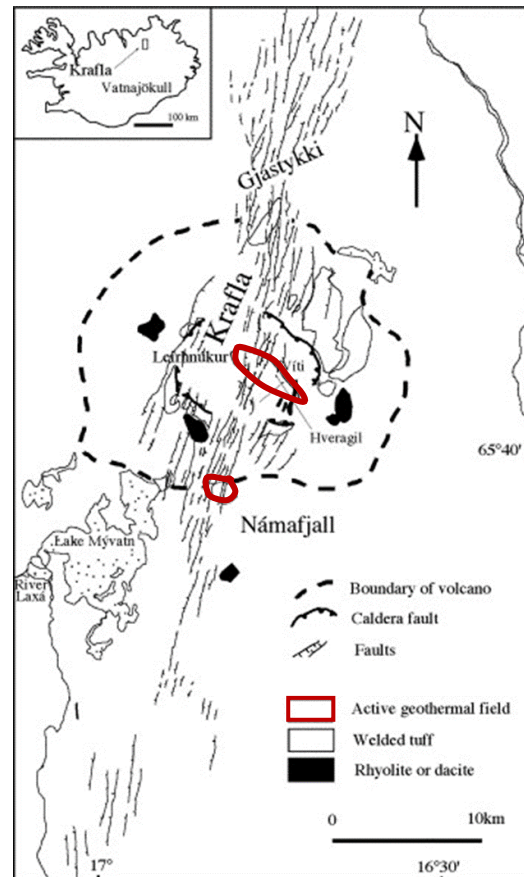 Krafla
Vatnajökull
100 km
N
Gjástykki
Krafla
Leirhnúkur
Víti
Hveragil
65°40'
Námafjall
Lake Mývatn
River
Laxá
Boundary of volcano
Caldera fault
Faults
Active geothermal field
Welded tuff
Rhyolite or dacite
0
10km
17°
16°30'